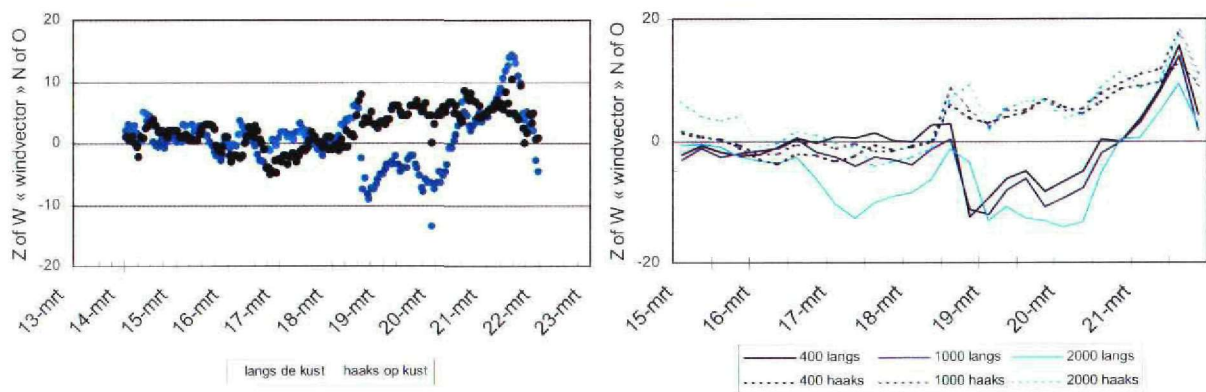 Z of W « windvector » N of O
20
10
0
-10
-20
13-mrt
14-mrt
15-mrt
16-mrt
17-mrt
18-mrt
19-mrt
20-mrt
21-mrt
22-mrt
23-mrt
langs de kust haaks op kust
Z of W « windvector » N of O
20
0
-20
15-mrt
16-mrt
17-mrt
18-mrt
19-mrt
20-mrt
21-mrt
400 langs 1000 langs 2000 langs
400 haaks 1000 haaks 2000 haaks